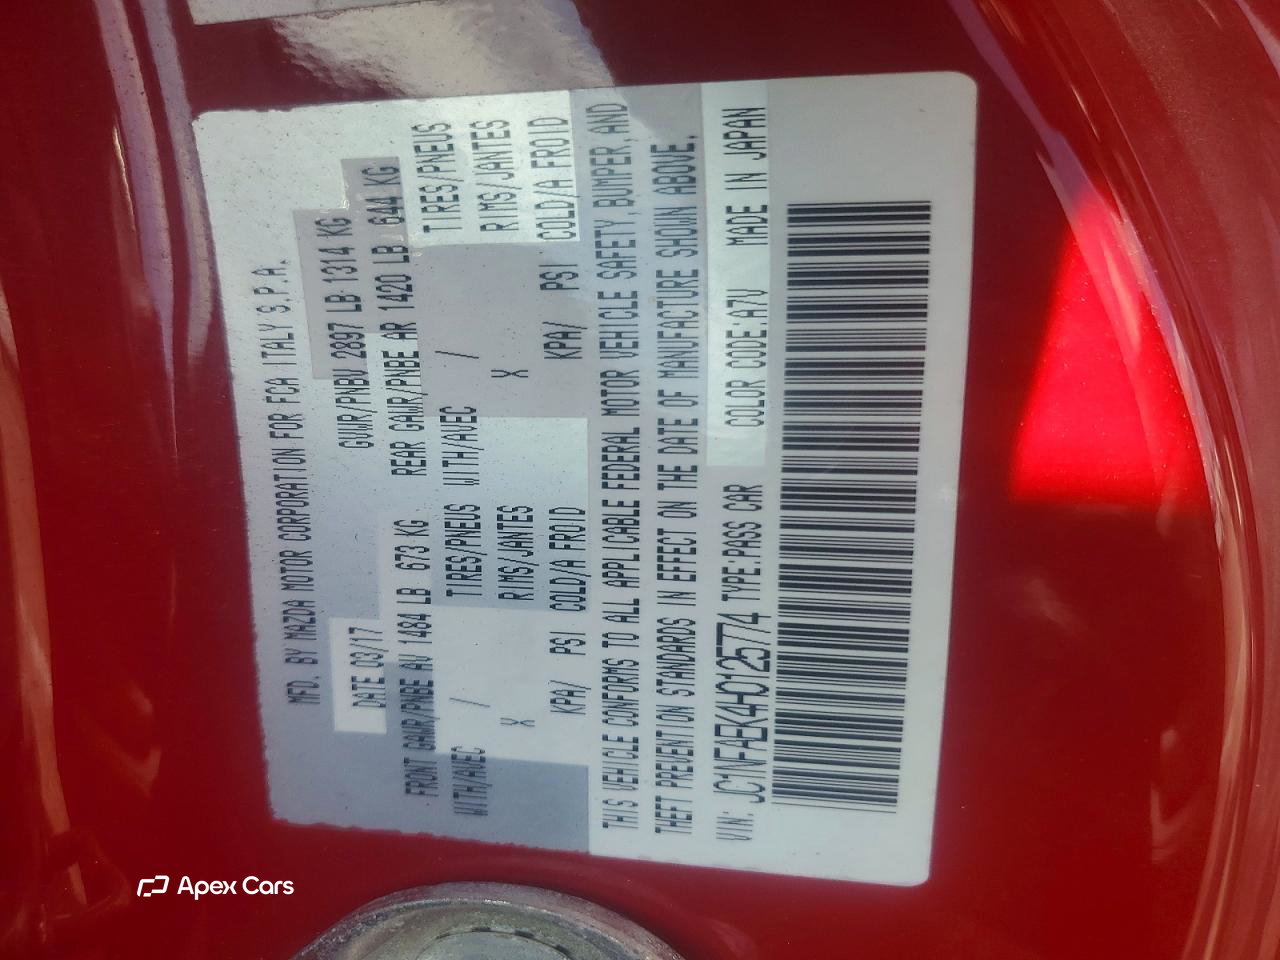 MFD. BY MAZDA MOTOR CORPORATION FOR FCA ITALY S.P.A.
DATE 03/17 GVWR/PNBV 2897 LB 1314 KG
FRONT GAWR/PNBE AV 1484 LB 673 KG REAR GAWR/PNBE AR 1420 LB 644 KG
WITH/AVEC / TIRES/PNEUS WITH/AVEC / TIRES/PNEUS
X RIMS/JANTES X RIMS/JANTES
KPA/ PSI COLD/A FROID KPA/ PSI COLD/A FROID
THIS VEHICLE CONFORMS TO ALL APPLICABLE FEDERAL MOTOR VEHICLE SAFETY, BUMPER, AND
THEFT PREVENTION STANDARDS IN EFFECT ON THE DATE OF MANUFACTURE SHOWN ABOVE.
VIN: JC1NFAEK4H0125774 TYPE:PASS CAR COLOR CODE:A7U MADE IN JAPAN
Apex Cars